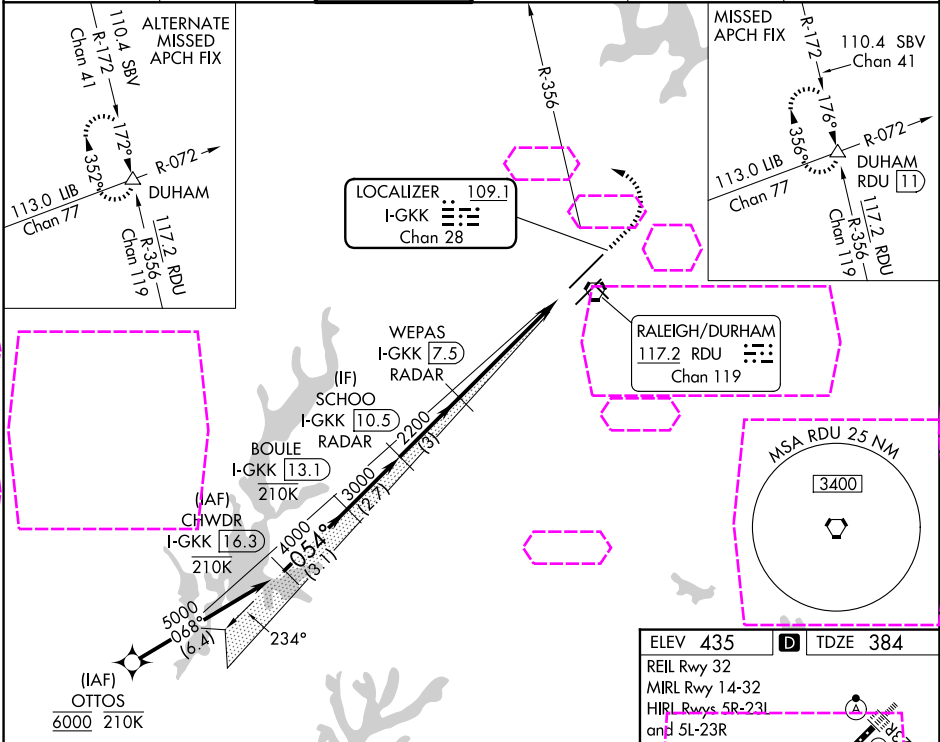 ALTERNATE
MISSED
APCH FIX
110.4 SBV
R-172
Chan 41
172°
352°
R-072
DUHAM
113.0 LIB
Chan 77
117.2 RDU
R-356
Chan 119
R-356
LOCALIZER 109.1
I-GKK
Chan 28
MISSED
APCH FIX
R-172
110.4 SBV
Chan 41
176°
356°
R-072
DUHAM
RDU 11
113.0 LIB
Chan 77
117.2 RDU
R-356
Chan 119
RALEIGH/DURHAM
117.2 RDU
Chan 119
WEPAS
I-GKK 7.5
RADAR
(IF)
SCHOO
I-GKK 10.5
RADAR
BOULE
I-GKK 13.1
210K
(IAF)
CHWDR
I-GKK 16.3
210K
2200
(3)
3000
(2.7)
4000
054°
(3.1)
5000
068°
(6.4)
234°
(IAF)
OTTOS
6000 210K
MSA RDU 25 NM
3400
ELEV 435 D TDZE 384
REIL Rwy 32
MIRL Rwy 14-32
HIRL Rwys 5R-23L
and 5L-23R
A